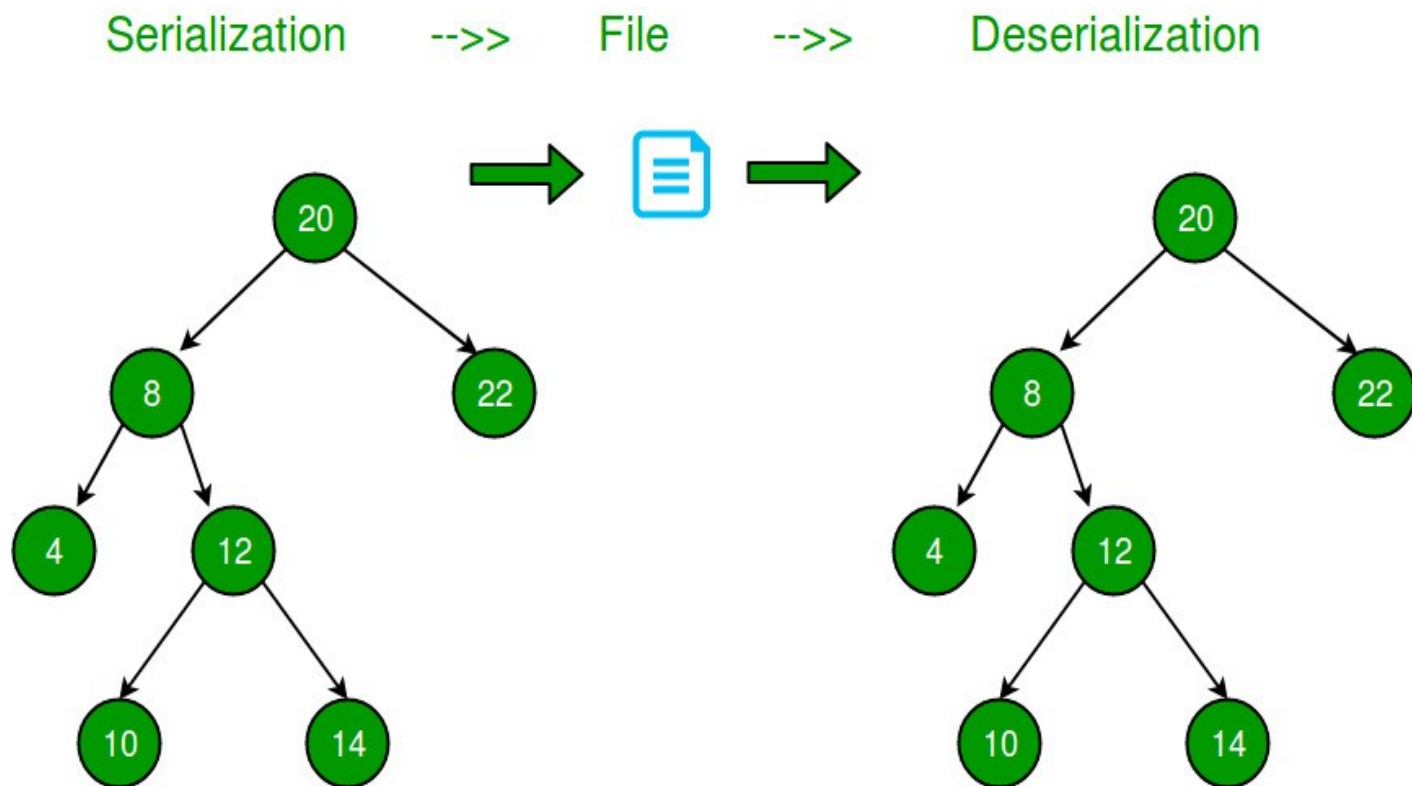 Serialization -->> File -->> Deserialization
20 20
8 22 8 22
4 12 4 12
10 14 10 14